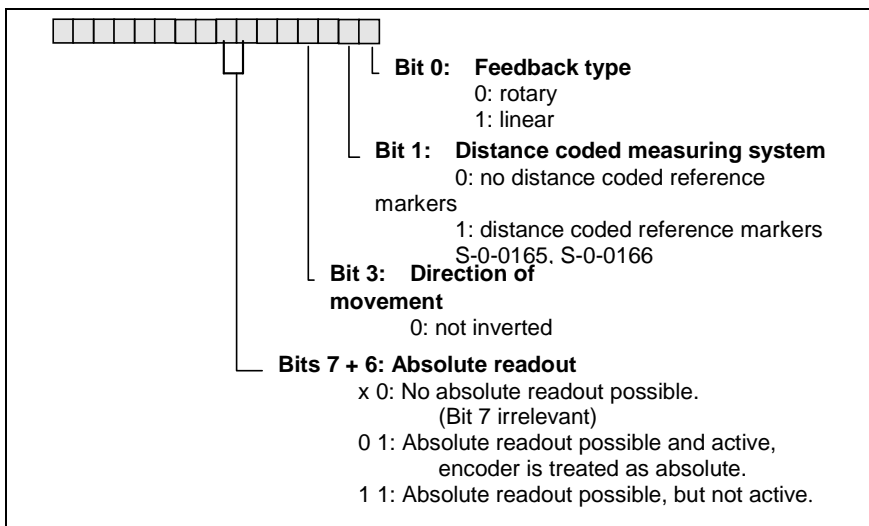 Bit 0: Feedback type
0: rotary
1: linear
Bit 1: Distance coded measuring system
0: no distance coded reference
markers
1: distance coded reference markers
S-0-0165, S-0-0166
Bit 3: Direction of
movement
0: not inverted
Bits 7 + 6: Absolute readout
x 0: No absolute readout possible.
(Bit 7 irrelevant)
0 1: Absolute readout possible and active,
encoder is treated as absolute.
1 1: Absolute readout possible, but not active.